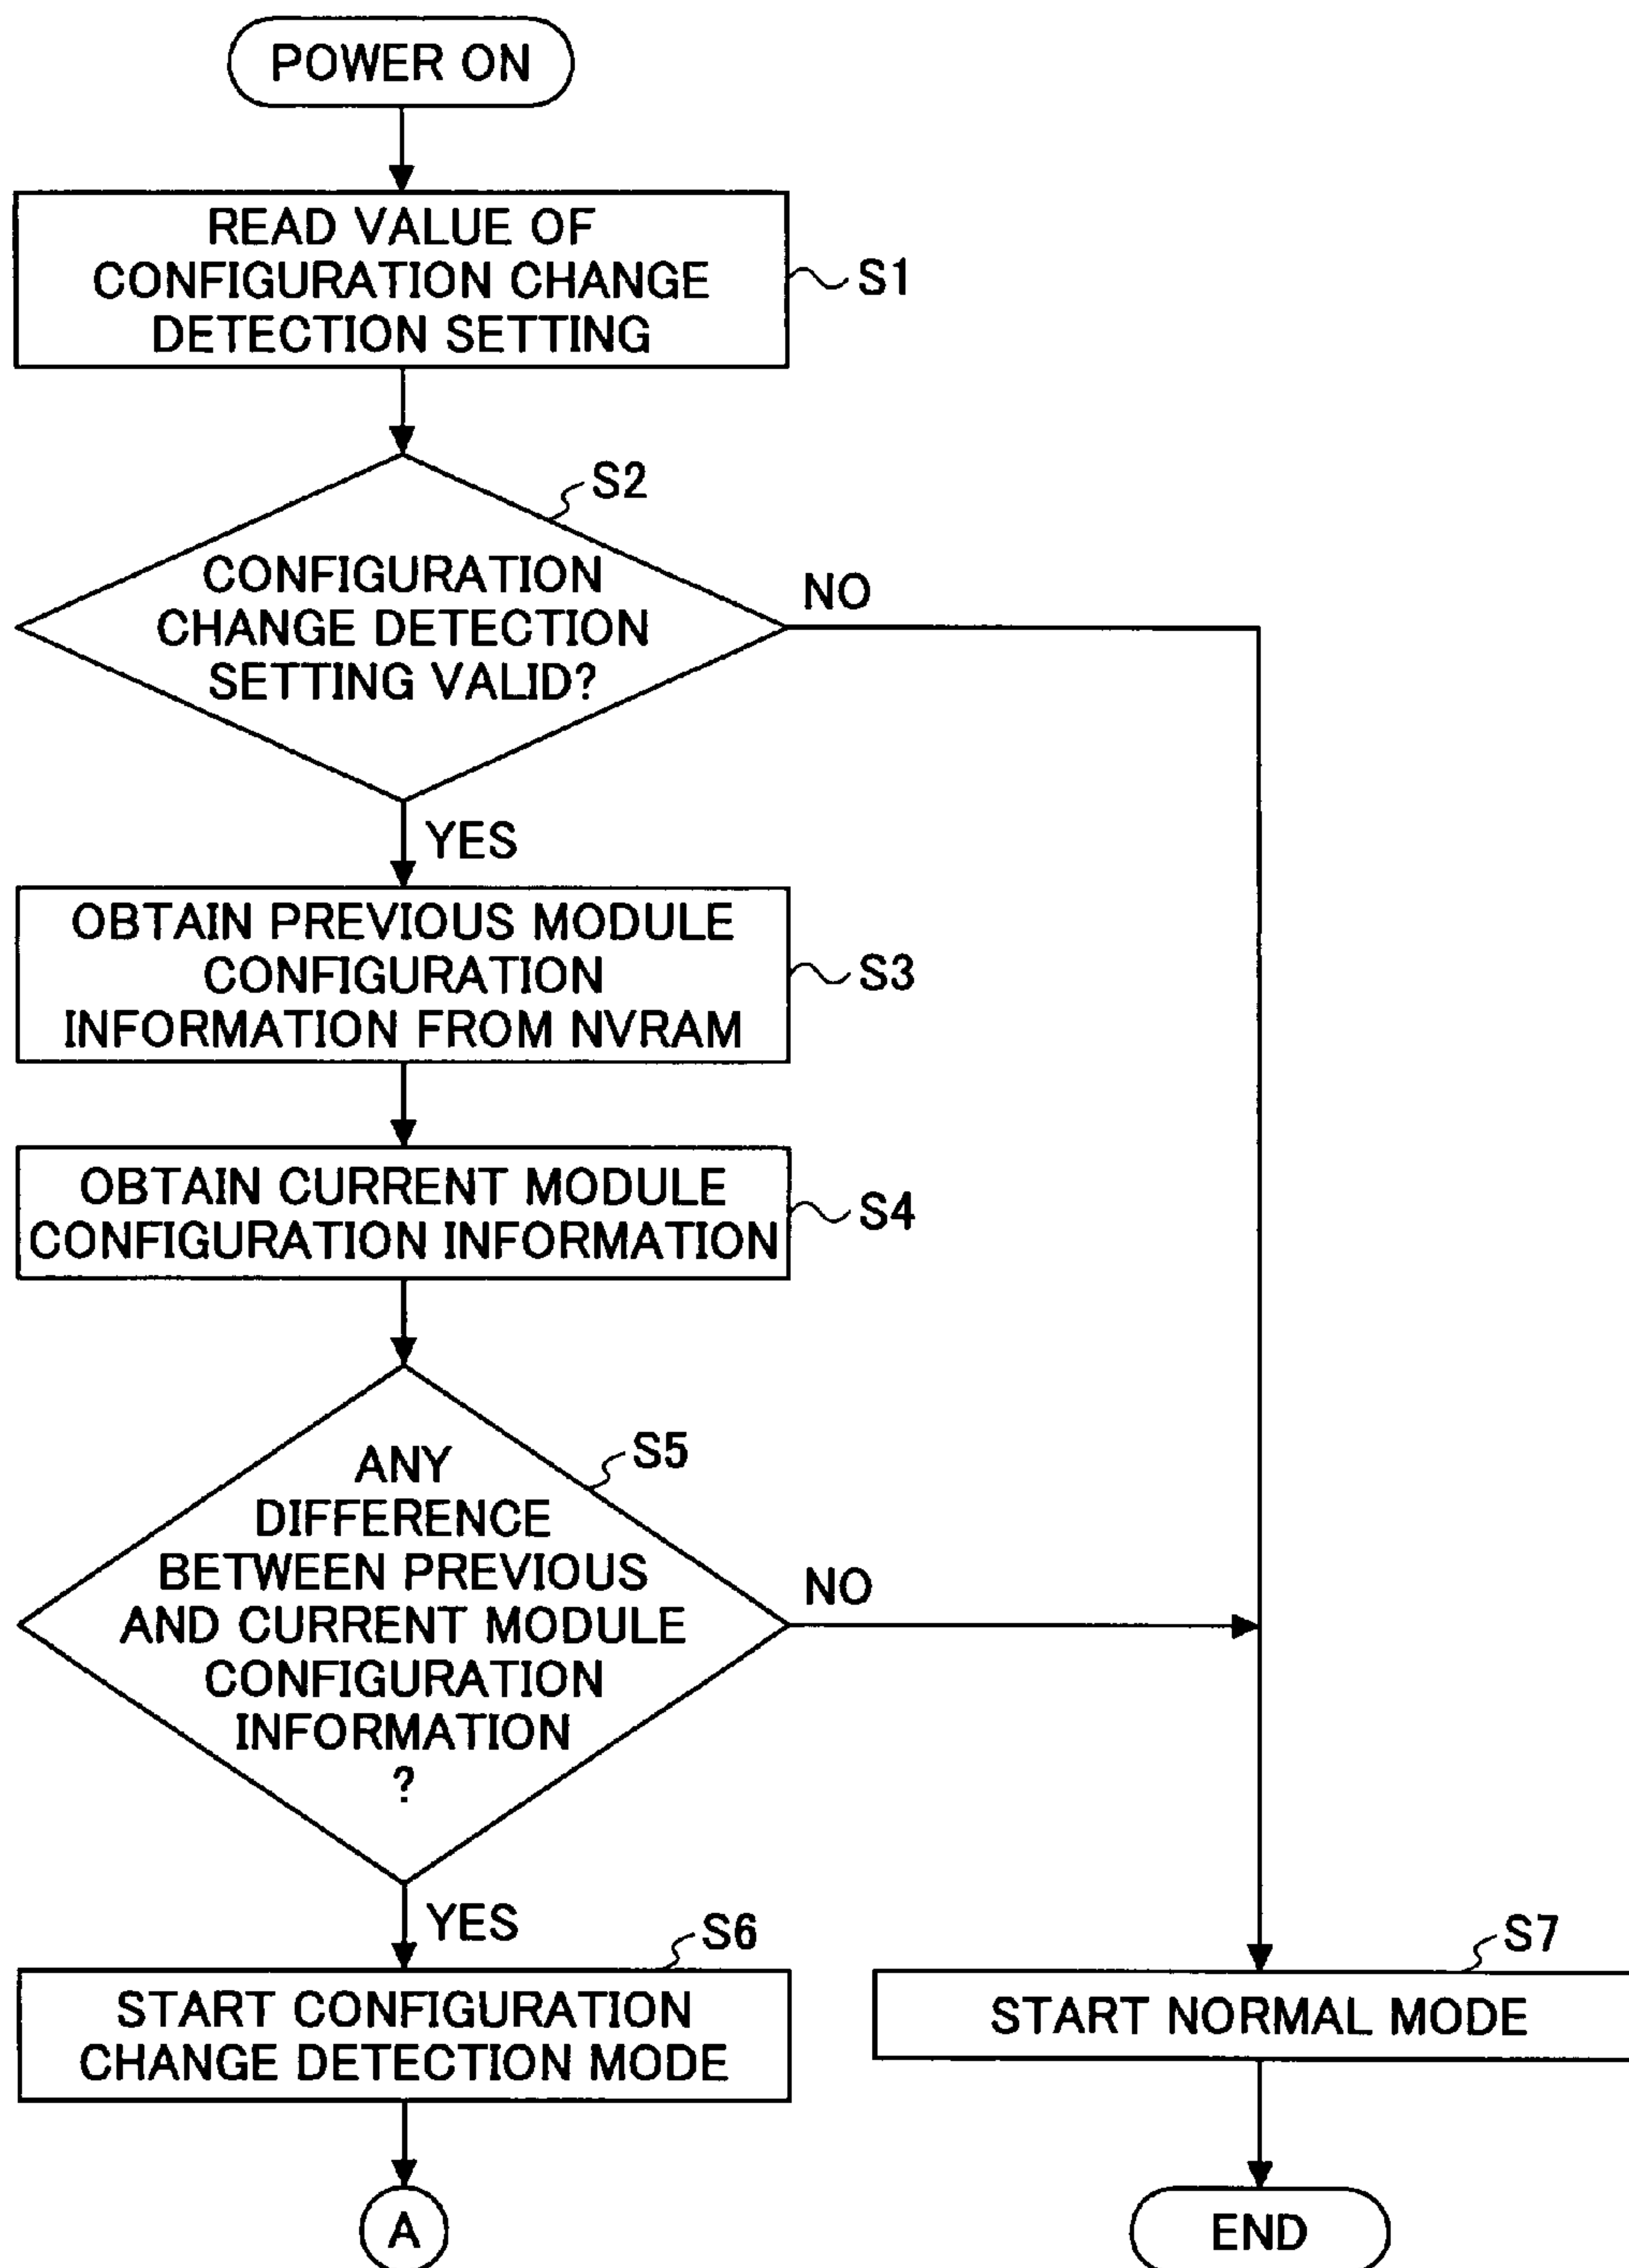 POWER ON
READ VALUE OF
CONFIGURATION CHANGE
DETECTION SETTING
S1
S2
CONFIGURATION
CHANGE DETECTION
SETTING VALID?
NO
YES
OBTAIN PREVIOUS MODULE
CONFIGURATION
INFORMATION FROM NVRAM
S3
OBTAIN CURRENT MODULE
CONFIGURATION INFORMATION
S4
S5
ANY
DIFFERENCE
BETWEEN PREVIOUS
AND CURRENT MODULE
CONFIGURATION
INFORMATION
?
NO
YES
S6
START CONFIGURATION
CHANGE DETECTION MODE
S7
START NORMAL MODE
A
END